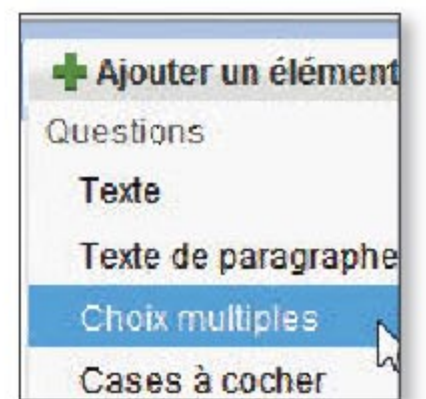 Ajouter un élément
Questions
Texte
Texte de paragraphe
Choix multiples
Cases à cocher